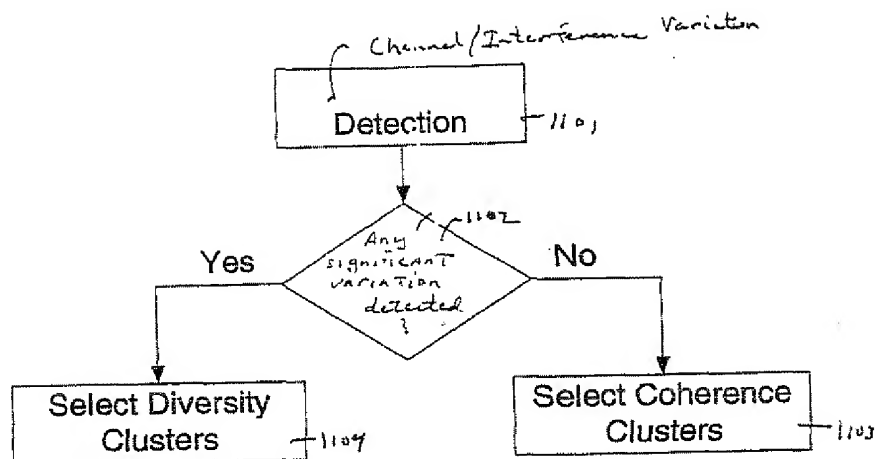 Channel/Interference Variation
Detection
1101
1102
Any
significant
variation
detected
?
Yes
No
Select Diversity
Clusters
1104
Select Coherence
Clusters
1103